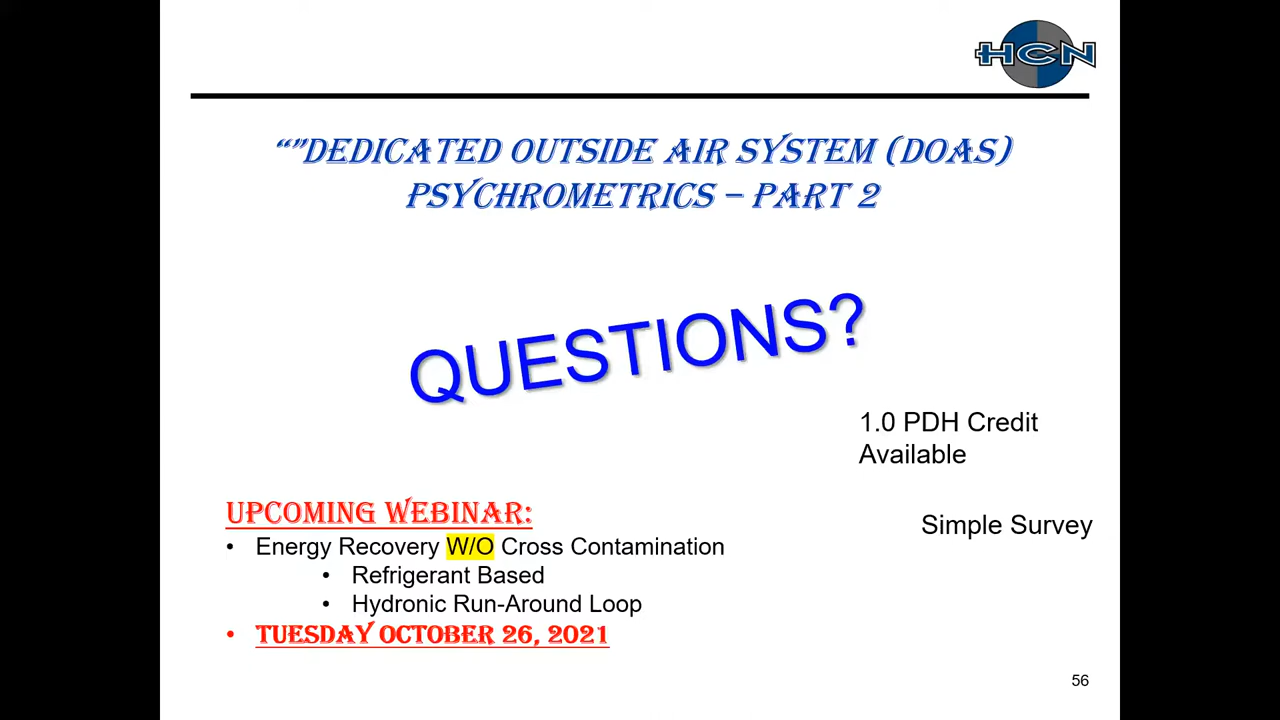 HCN
“”DEDICATED OUTSIDE AIR SYSTEM (DOAS)
PSYCHROMETRICS – PART 2
QUESTIONS?
1.0 PDH Credit
Available
Simple Survey
UPCOMING WEBINAR:
• Energy Recovery W/O Cross Contamination
• Refrigerant Based
• Hydronic Run-Around Loop
• TUESDAY OCTOBER 26, 2021
56